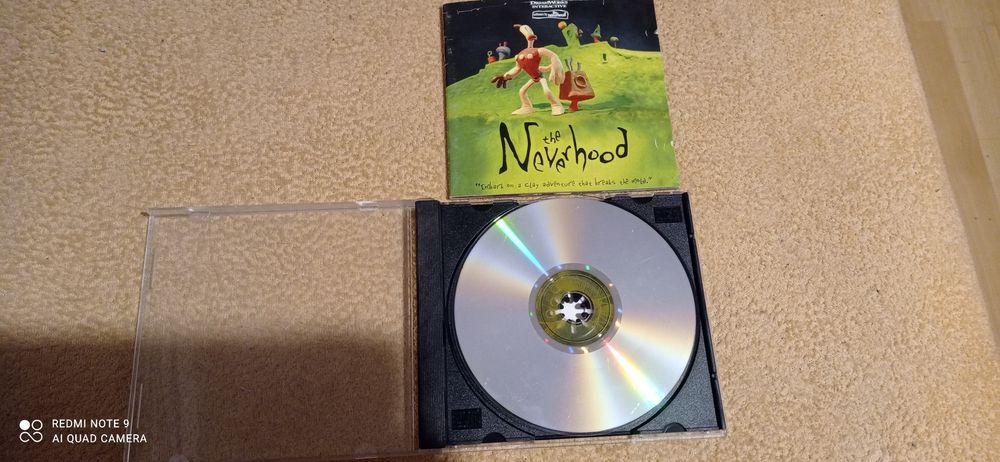 DREAMWORKS
INTERACTIVE
the
Neverhood
"Embark on a clay adventure that breaks the mold."
REDMI NOTE 9
AI QUAD CAMERA